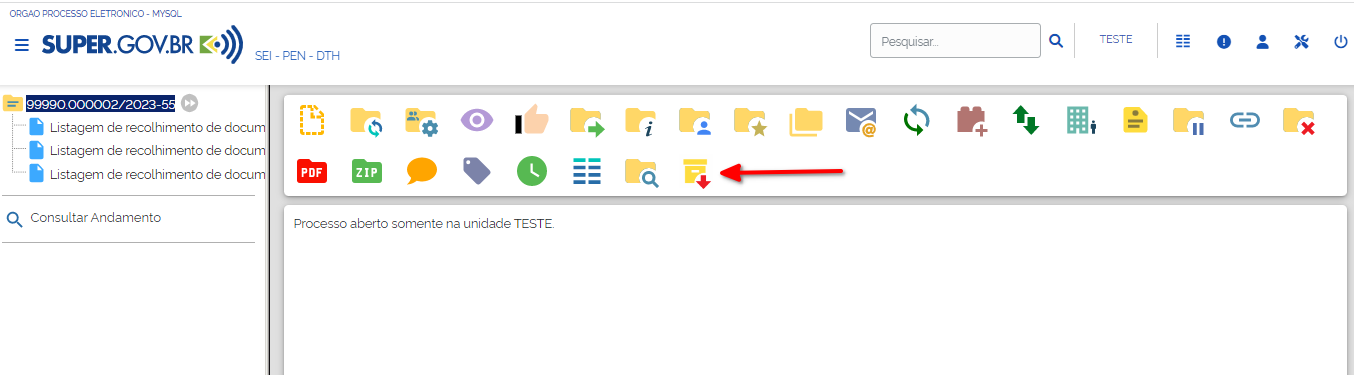 ORGAO PROCESSO ELETRONICO - MYSQL
SUPER.GOV.BR
SEI - PEN - DTH
Pesquisar...
TESTE
99990.000002/2023-55
Listagem de recolhimento de docum
Listagem de recolhimento de docum
Listagem de recolhimento de docum
Consultar Andamento
PDF
ZIP
Processo aberto somente na unidade TESTE.